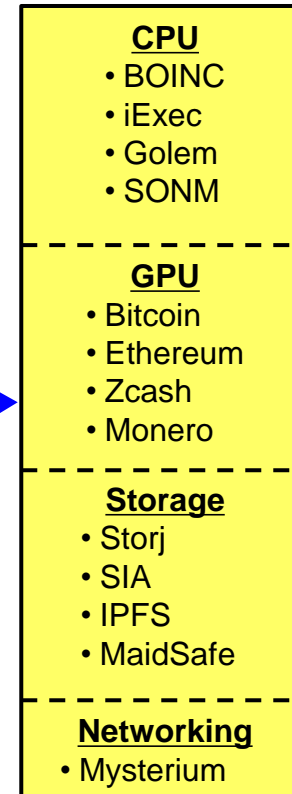 CPU
• BOINC
• iExec
• Golem
• SONM
GPU
• Bitcoin
• Ethereum
• Zcash
• Monero
Storage
• Storj
• SIA
• IPFS
• MaidSafe
Networking
• Mysterium